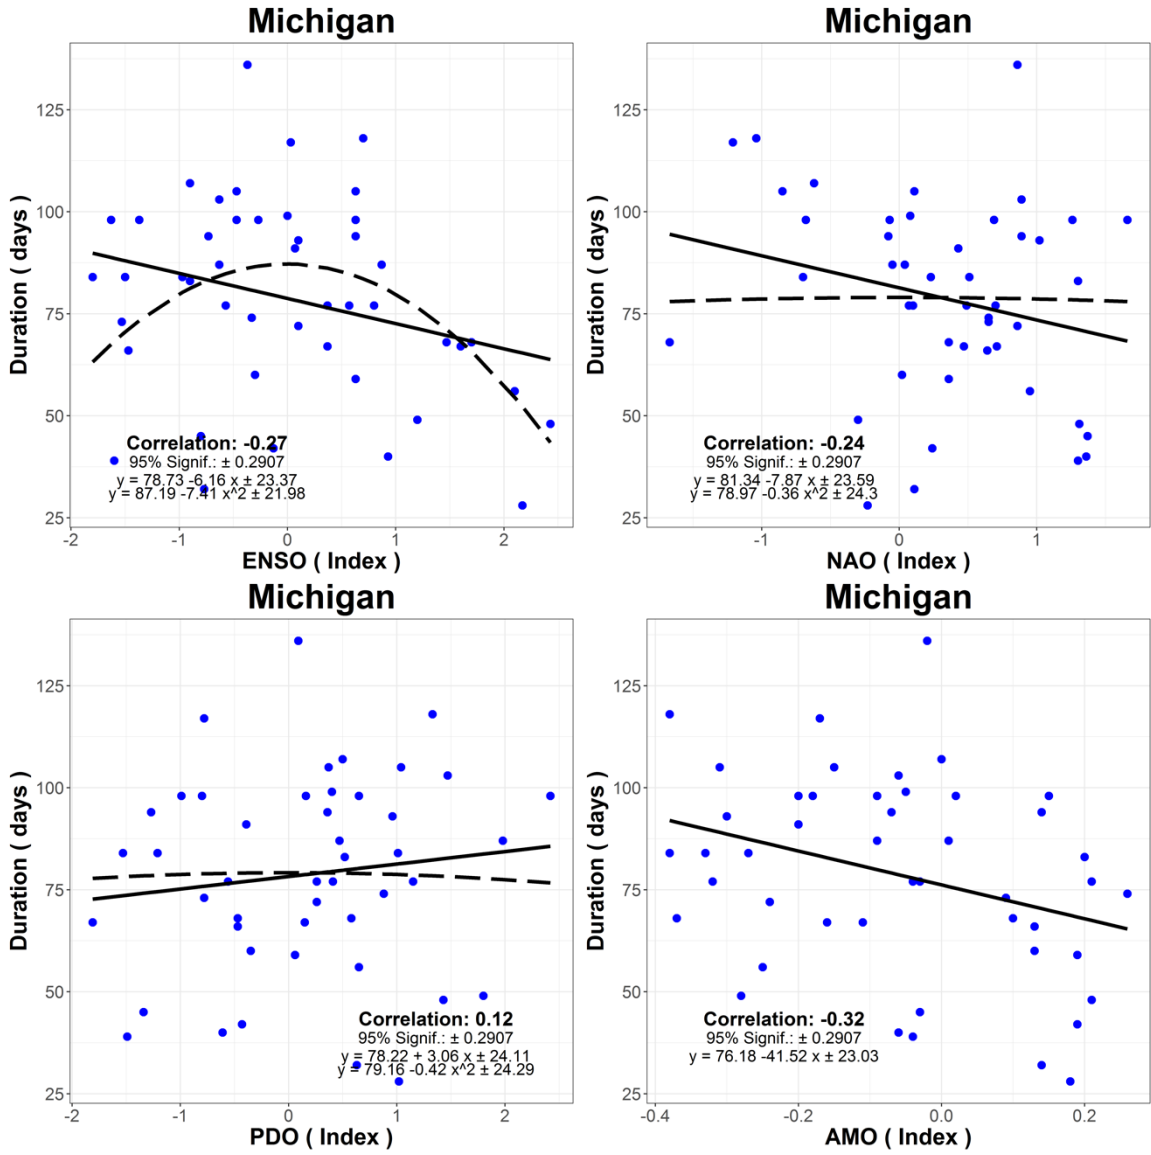 Michigan
Duration ( days )
125
100
75
50
25
Correlation: -0.27
95% Signif.: ± 0.2907
y = 78.73 -6.16 x ± 23.37
y = 87.19 -7.41 x^2 ± 21.98
-2 -1 0 1 2
ENSO ( Index )
Michigan
Duration ( days )
125
100
75
50
25
Correlation: -0.24
95% Signif.: ± 0.2907
y = 81.34 -7.87 x ± 23.59
y = 78.97 -0.36 x^2 ± 24.3
-1 0 1
NAO ( Index )
Michigan
Duration ( days )
125
100
75
50
25
Correlation: 0.12
95% Signif.: ± 0.2907
y = 78.22 + 3.06 x ± 24.11
y = 79.16 -0.42 x^2 ± 24.29
-2 -1 0 1 2
PDO ( Index )
Michigan
Duration ( days )
125
100
75
50
25
Correlation: -0.32
95% Signif.: ± 0.2907
y = 76.18 -41.52 x ± 23.03
-0.4 -0.2 0.0 0.2
AMO ( Index )